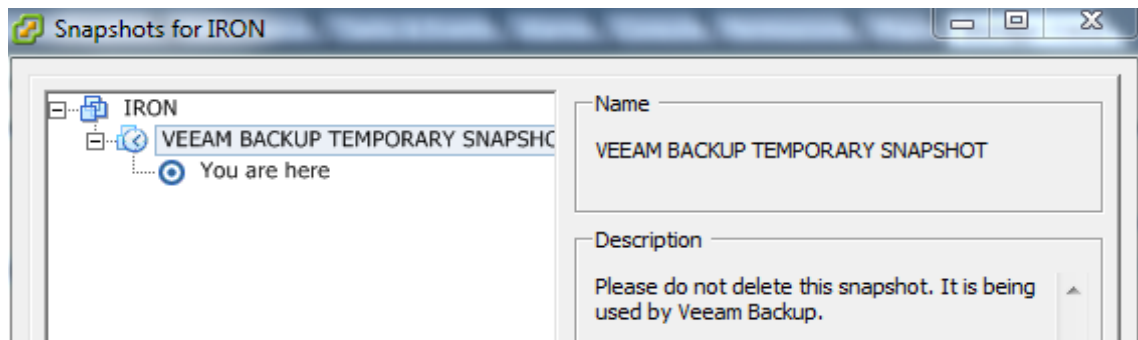 Snapshots for IRON
IRON
VEEAM BACKUP TEMPORARY SNAPSHO
You are here
Name
VEEAM BACKUP TEMPORARY SNAPSHOT
Description
Please do not delete this snapshot. It is being
used by Veeam Backup.